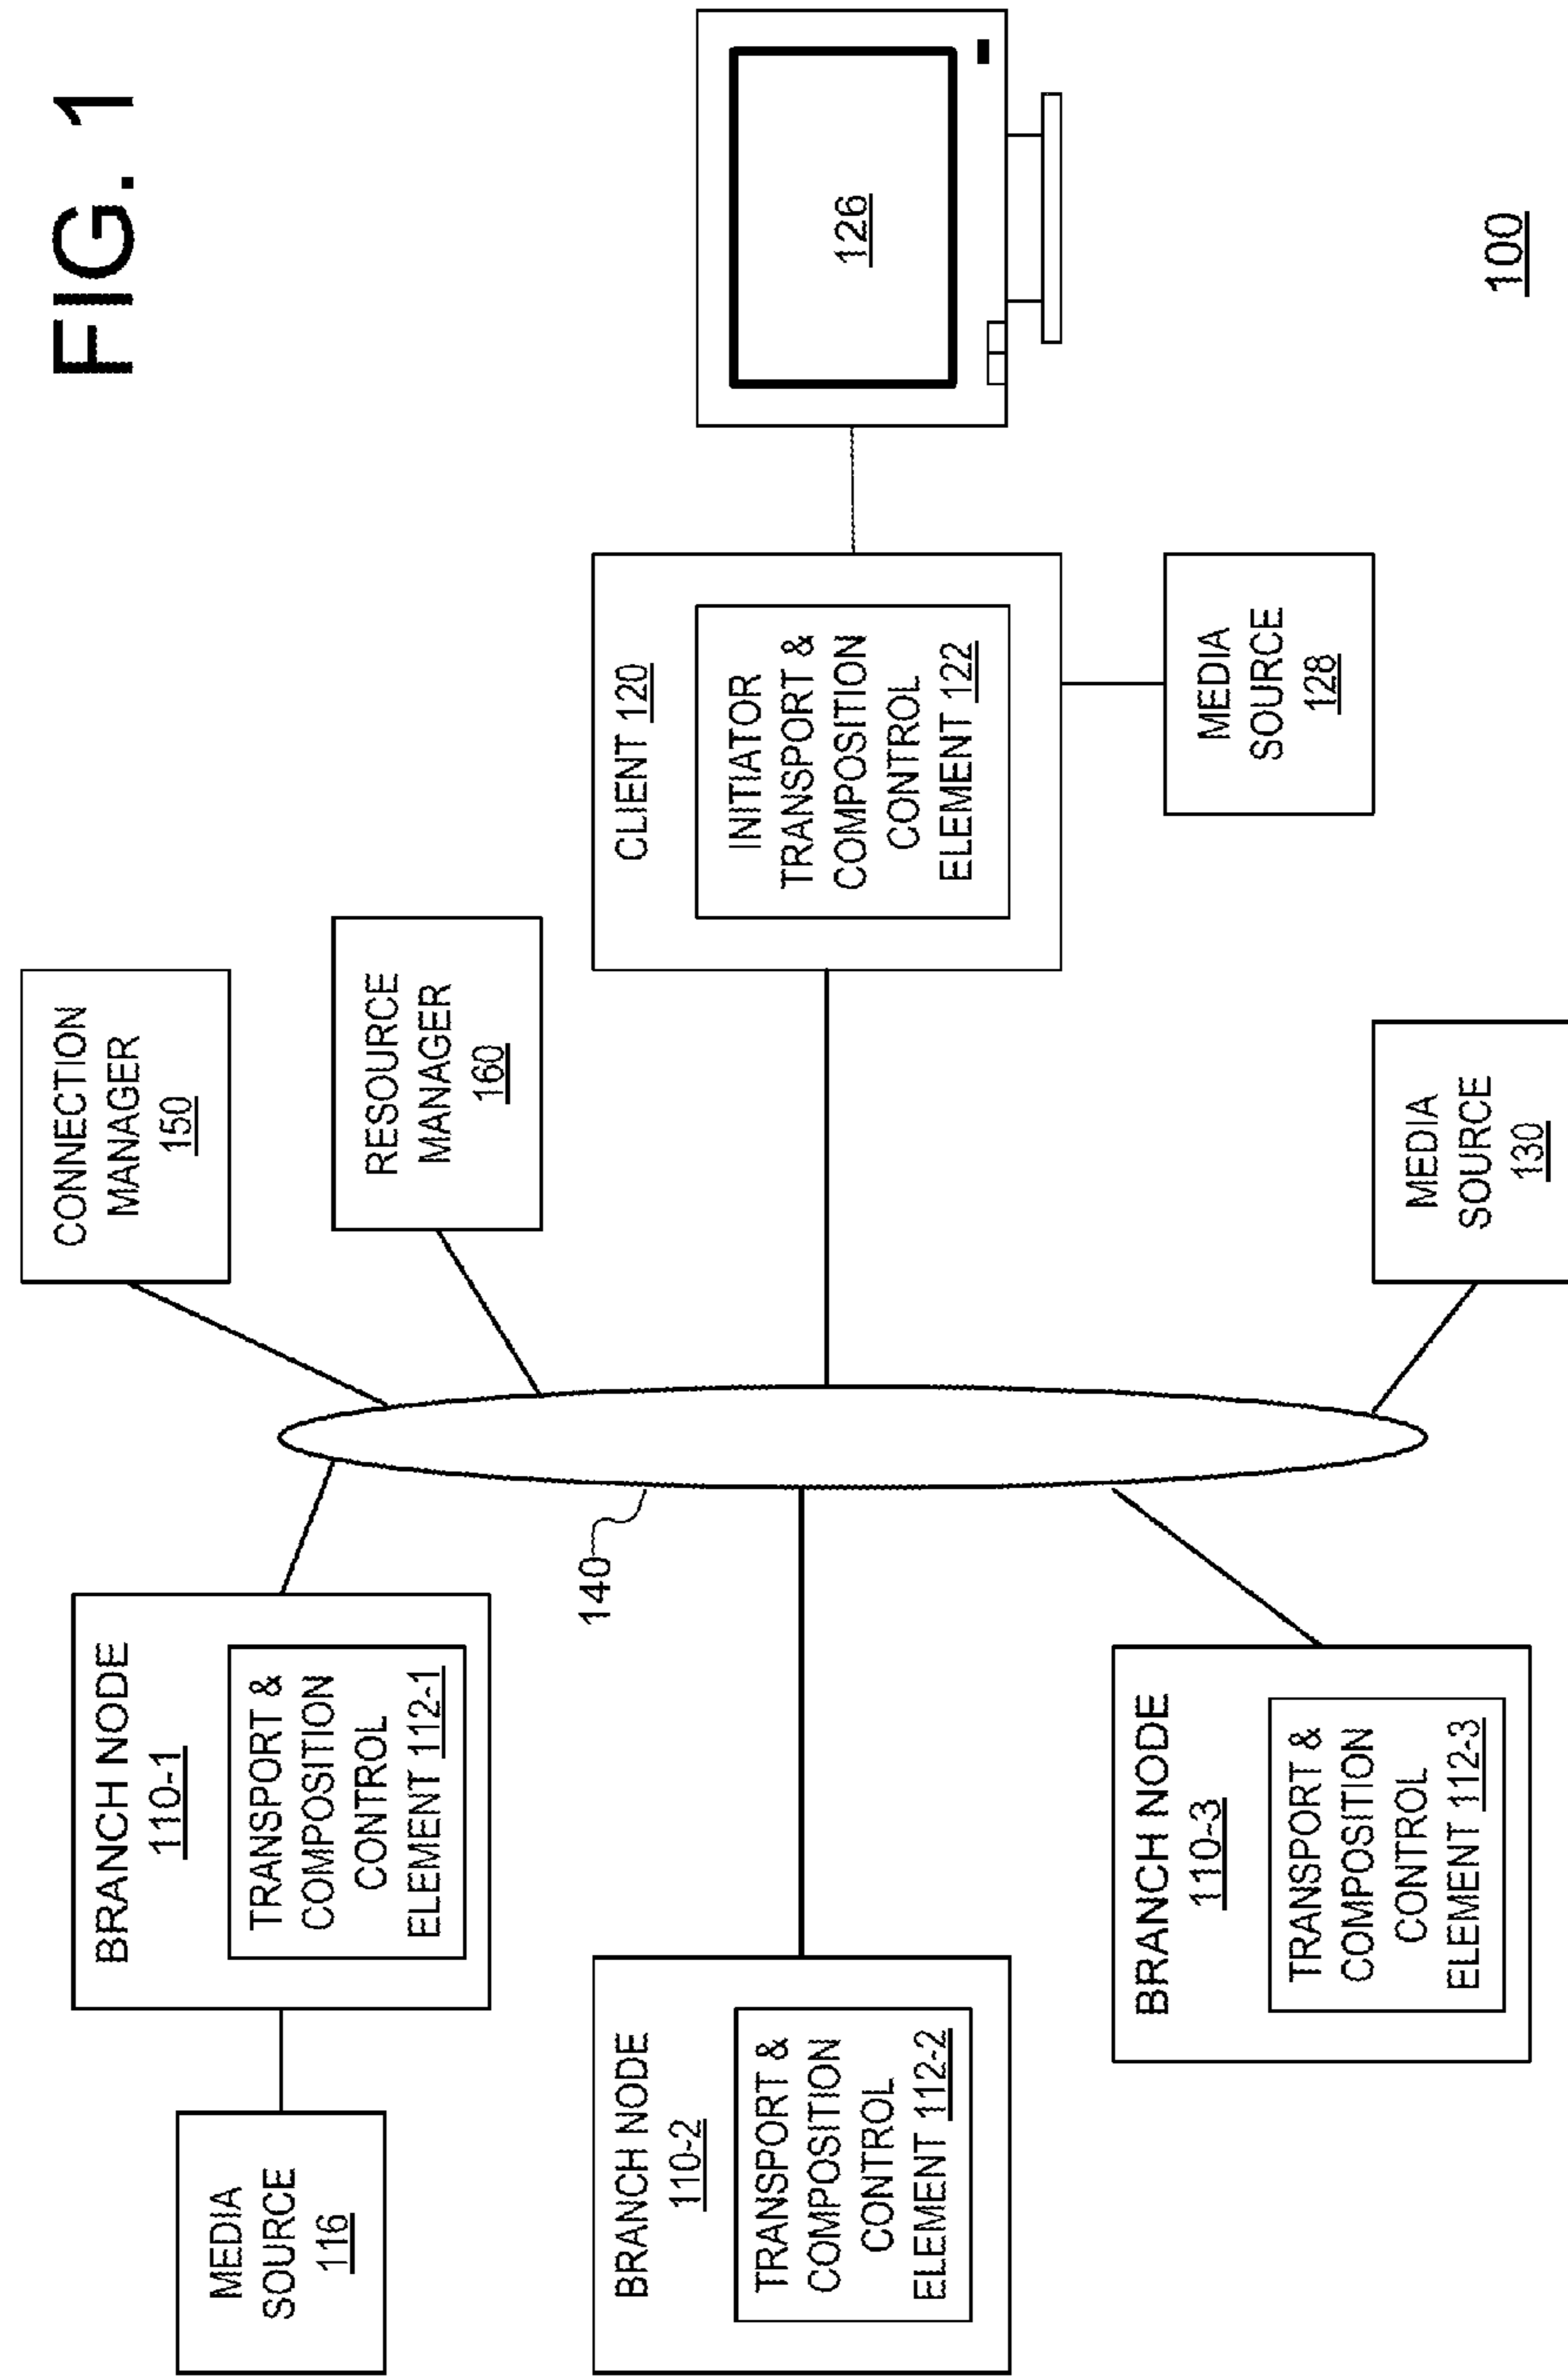 FIG. 1
CONNECTION
MANAGER
150
RESOURCE
MANAGER
160
BRANCH NODE
110-1
TRANSPORT &
COMPOSITION
CONTROL
ELEMENT 112-1
MEDIA
SOURCE
116
140
BRANCH NODE
110-2
TRANSPORT &
COMPOSITION
CONTROL
ELEMENT 112-2
CLIENT 120
INITIATOR
TRANSPORT &
COMPOSITION
CONTROL
ELEMENT 122
126
BRANCH NODE
110-3
TRANSPORT &
COMPOSITION
CONTROL
ELEMENT 112-3
MEDIA
SOURCE
130
MEDIA
SOURCE
128
100